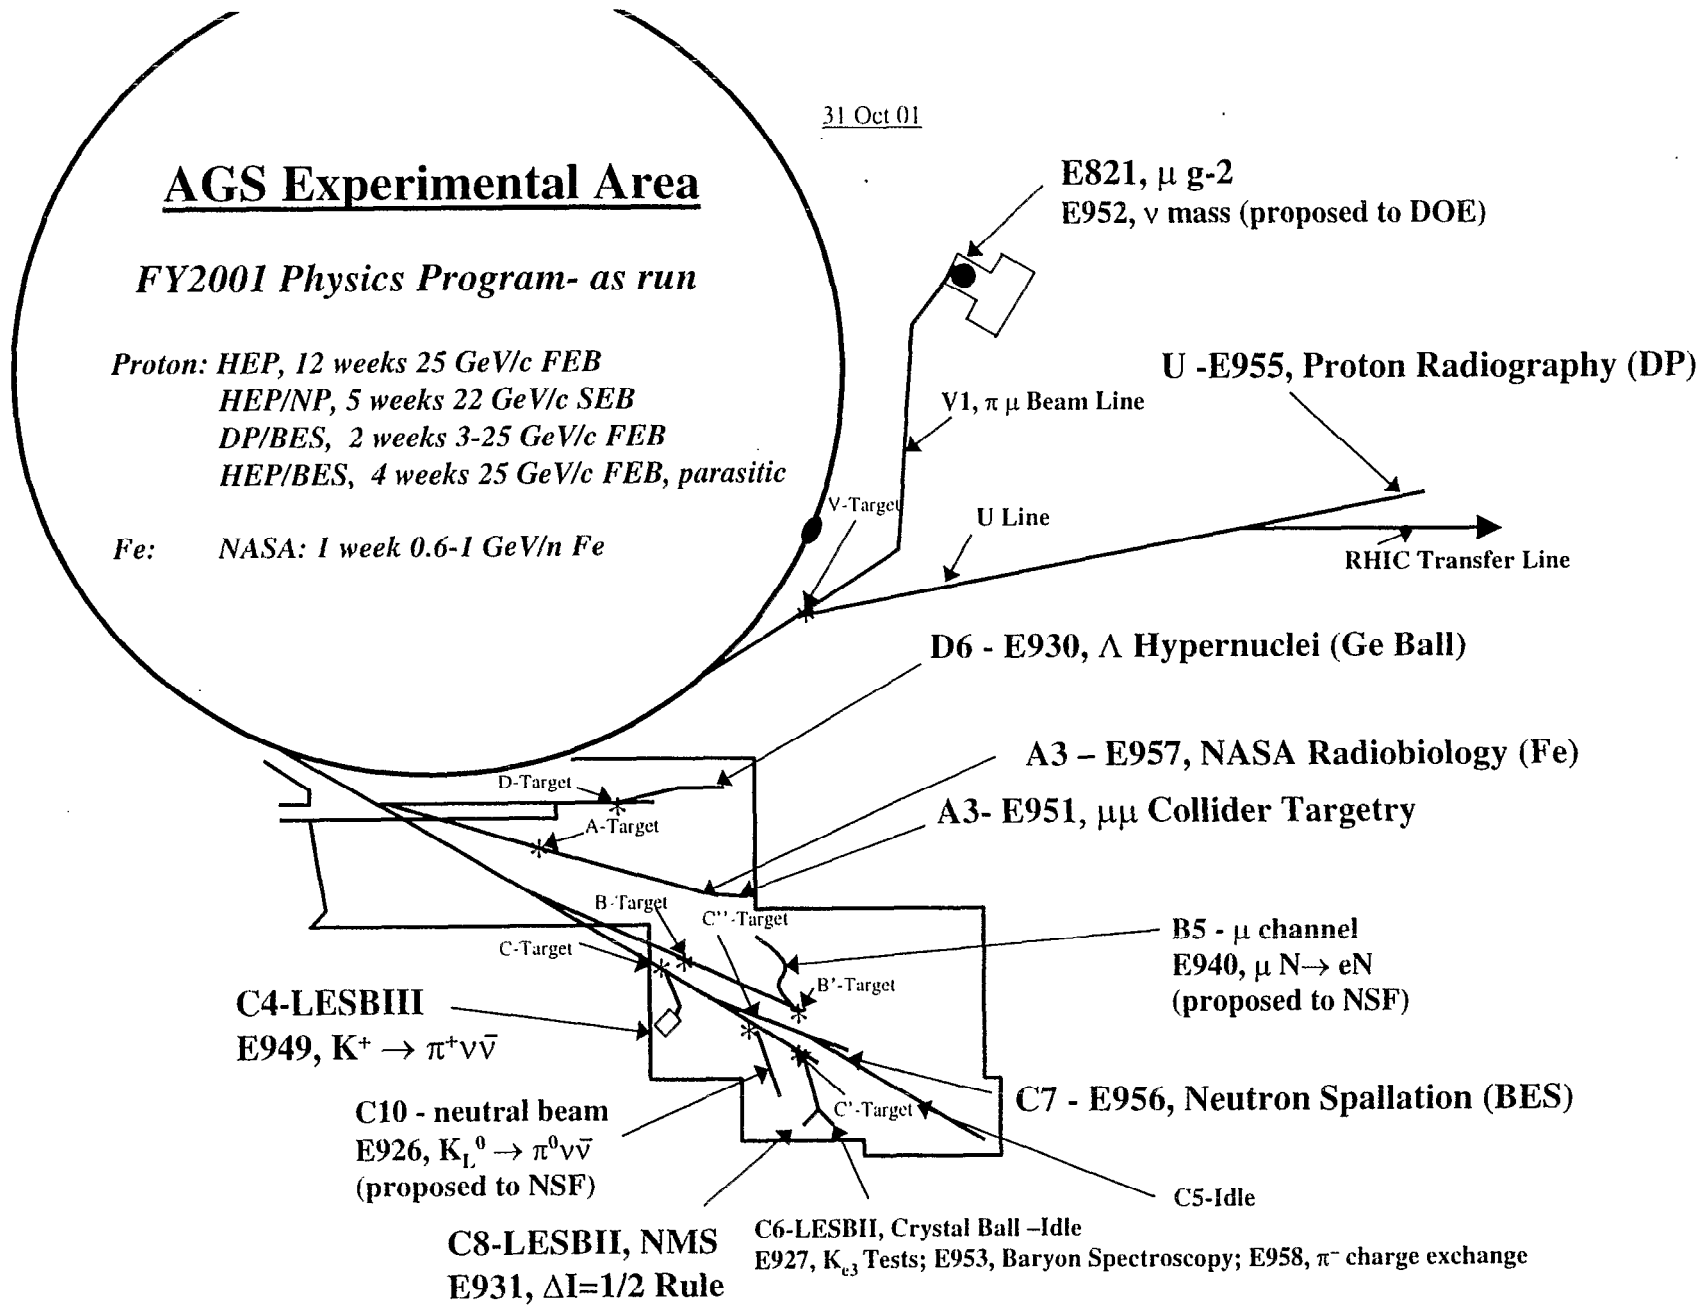 31 Oct 01
AGS Experimental Area
FY2001 Physics Program- as run
Proton: HEP, 12 weeks 25 GeV/c FEB
HEP/NP, 5 weeks 22 GeV/c SEB
DP/BES, 2 weeks 3-25 GeV/c FEB
HEP/BES, 4 weeks 25 GeV/c FEB, parasitic
Fe: NASA: 1 week 0.6-1 GeV/n Fe
E821, μ g-2
E952, ν mass (proposed to DOE)
U -E955, Proton Radiography (DP)
V1, π μ Beam Line
V-Target
U Line
RHIC Transfer Line
D6 - E930, Λ Hypernuclei (Ge Ball)
A3 – E957, NASA Radiobiology (Fe)
D-Target
A3- E951, μμ Collider Targetry
A-Target
B-Target
C''-Target
C-Target
B5 - μ channel
E940, μ N→ eN
(proposed to NSF)
B'-Target
C4-LESBIII
E949, K⁺ → π⁺νν̄
C10 - neutral beam
E926, K_L⁰ → π⁰νν̄
(proposed to NSF)
C'-Target
C7 - E956, Neutron Spallation (BES)
C5-Idle
C8-LESBII, NMS
E931, ΔI=1/2 Rule
C6-LESBII, Crystal Ball –Idle
E927, K_e3 Tests; E953, Baryon Spectroscopy; E958, π⁻ charge exchange